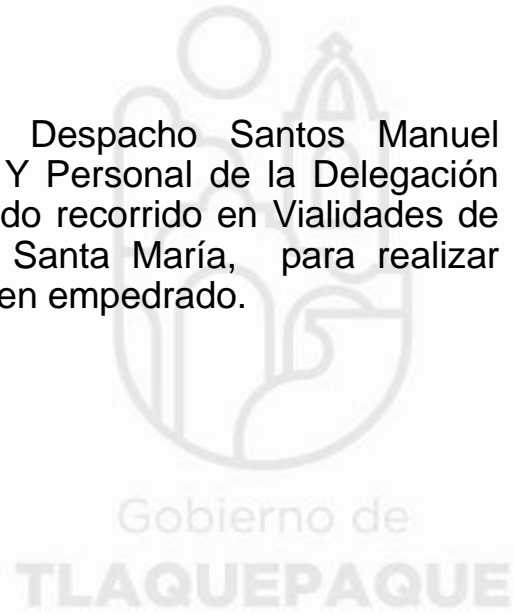 Despacho Santos Manuel
Y Personal de la Delegación
do recorrido en Vialidades de
Santa María, para realizar
en empedrado.
Gobierno de
TLAQUEPAQUE